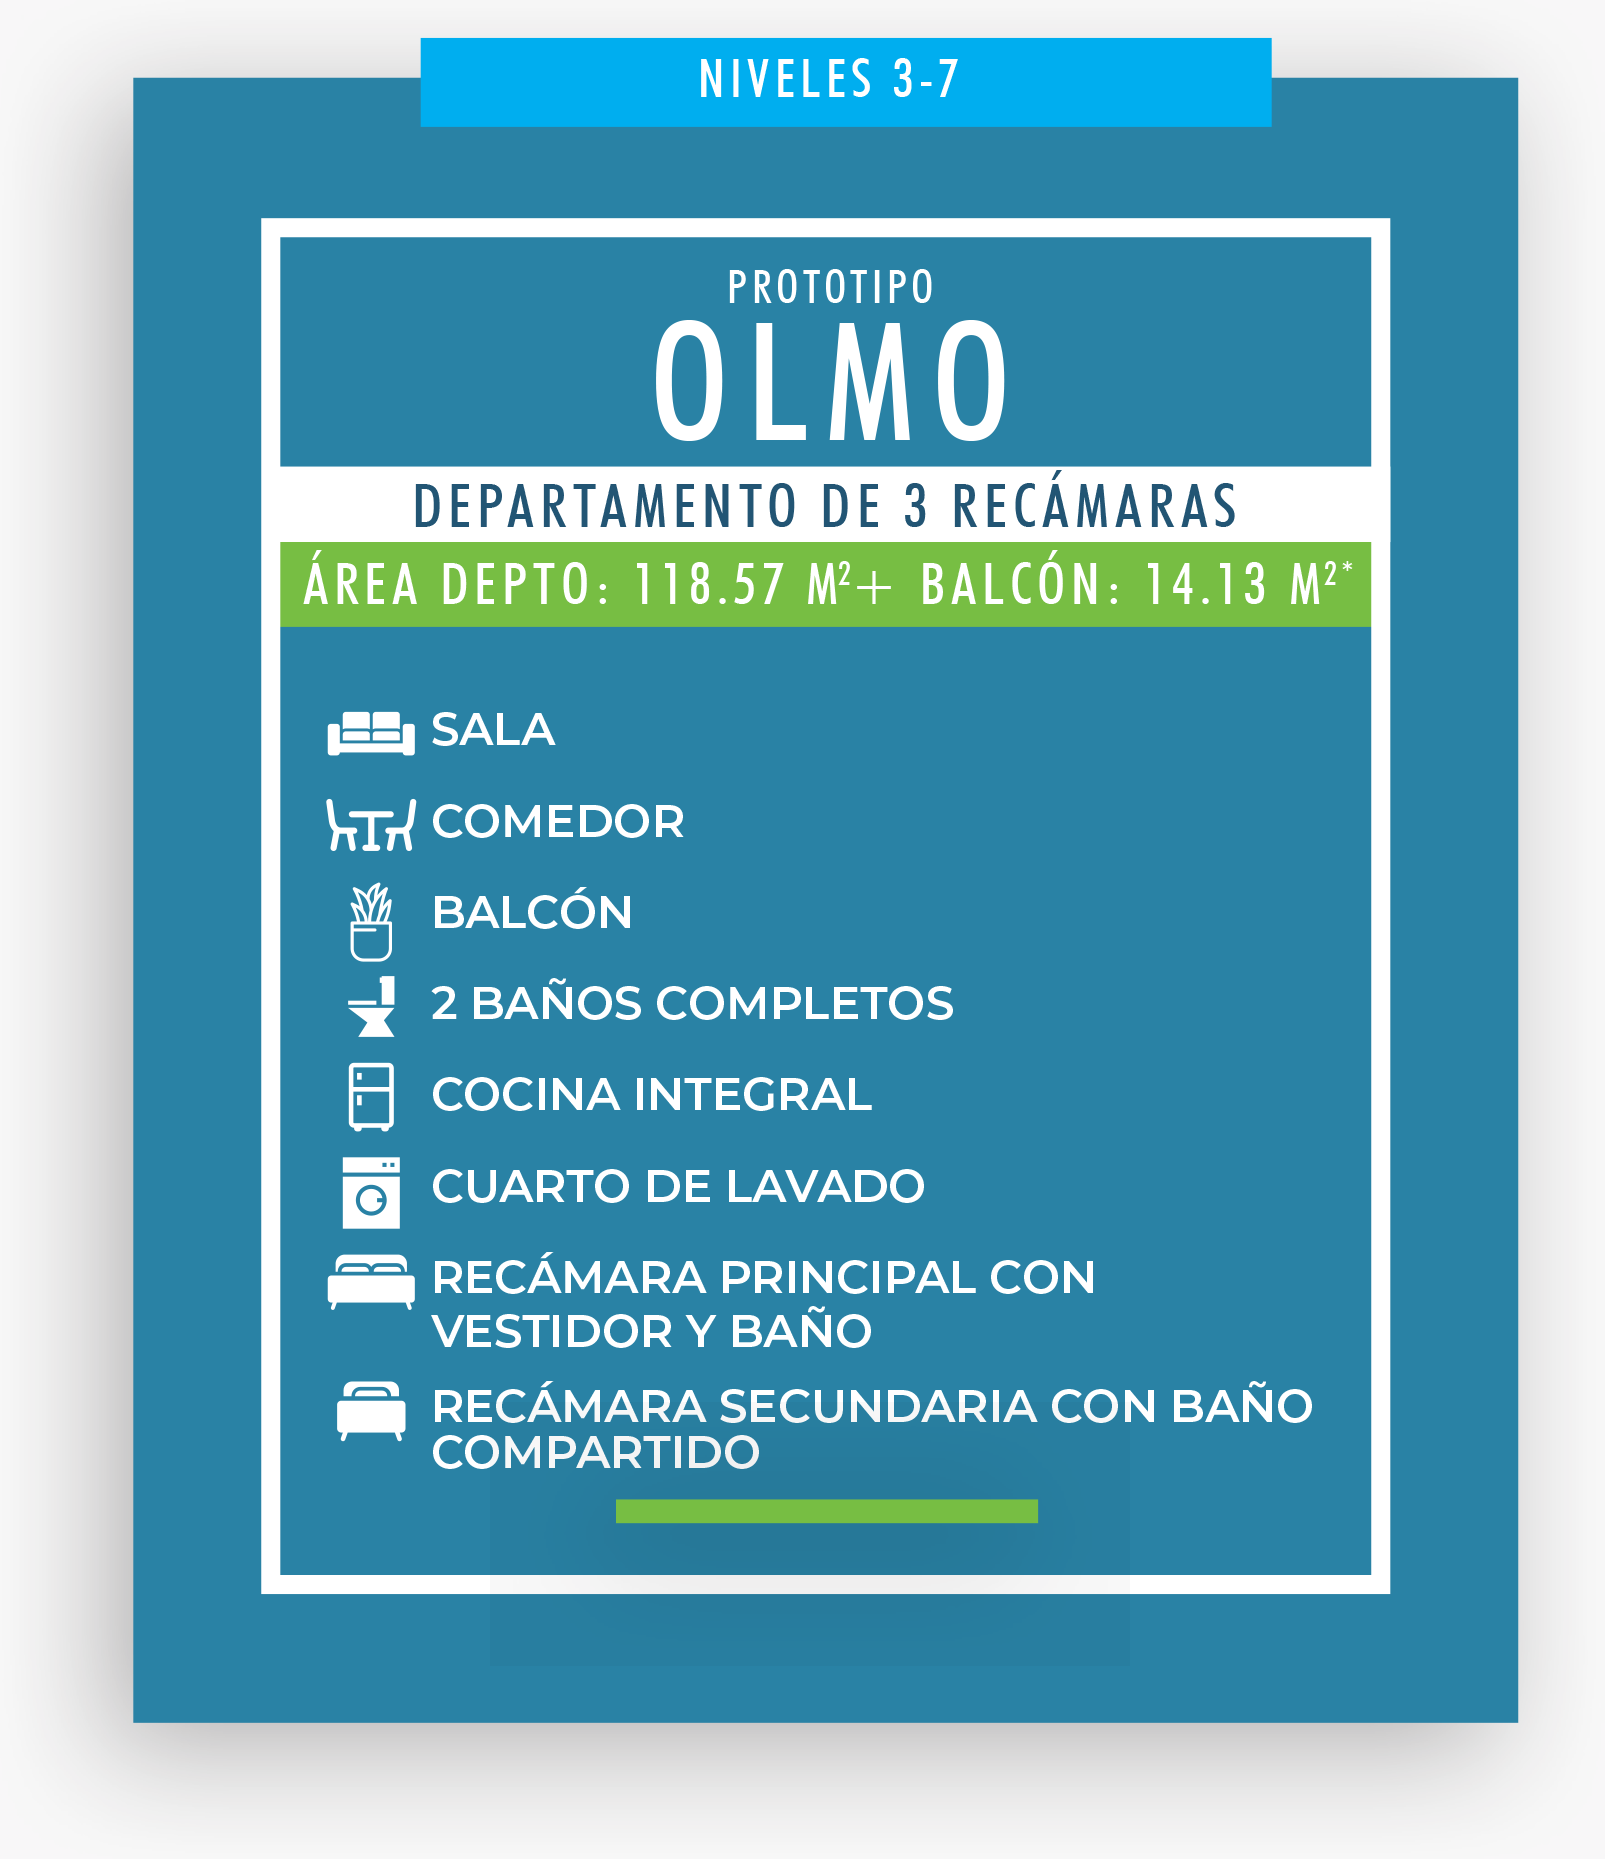 NIVELES 3-7
PROTOTIPO
OLMO
DEPARTAMENTO DE 3 RECÁMARAS
ÁREA DEPTO: 118.57 M²+ BALCÓN: 14.13 M²*
SALA
COMEDOR
BALCÓN
2 BAÑOS COMPLETOS
COCINA INTEGRAL
CUARTO DE LAVADO
RECÁMARA PRINCIPAL CON
VESTIDOR Y BAÑO
RECÁMARA SECUNDARIA CON BAÑO
COMPARTIDO